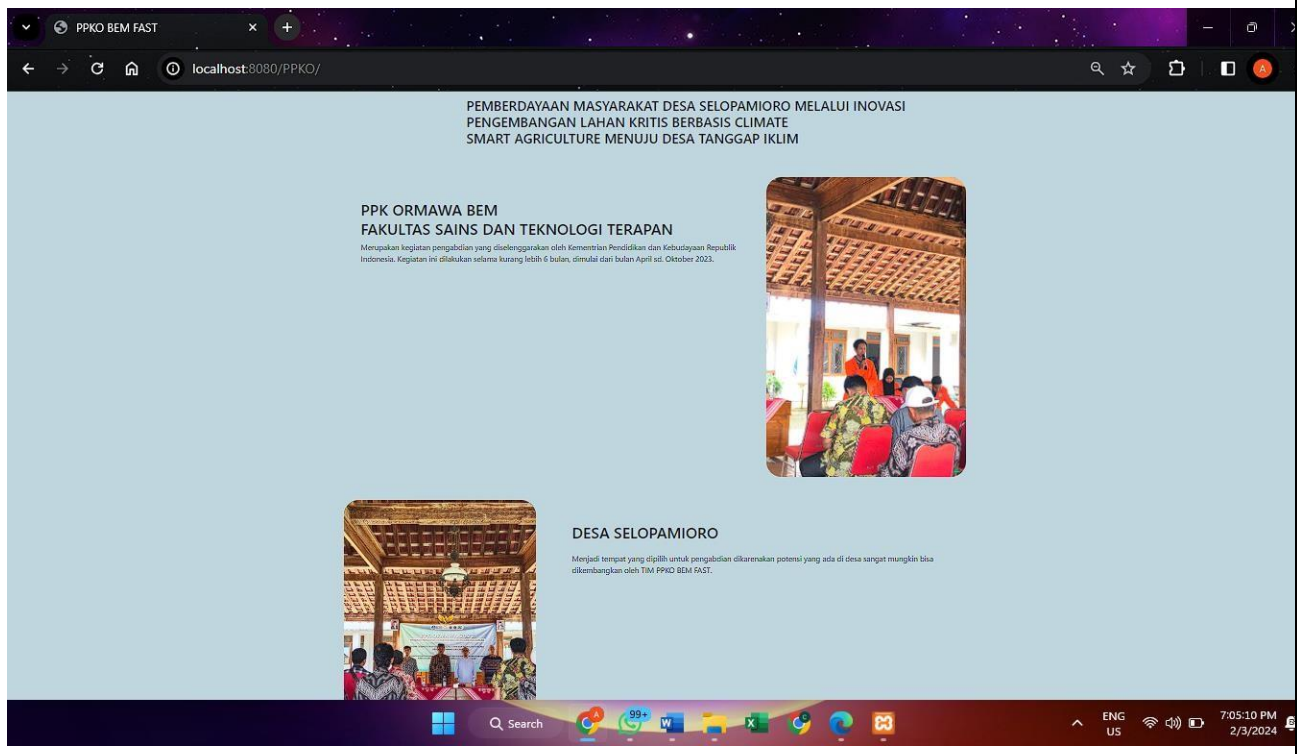 PPKO BEM FAST
localhost:8080/PPKO/
A
PEMBERDAYAAN MASYARAKAT DESA SELOPAMIORO MELALUI INOVASI
PENGEMBANGAN LAHAN KRITIS BERBASIS CLIMATE
SMART AGRICULTURE MENUJU DESA TANGGAP IKLIM
PPK ORMAWA BEM
FAKULTAS SAINS DAN TEKNOLOGI TERAPAN
Merupakan kegiatan pengabdian yang diselenggarakan oleh Kementrian Pendidikan dan Kebudayaan Republik
Indonesia. Kegiatan ini dilakukan selama kurang lebih 6 bulan, dimulai dari bulan April sd. Oktober 2023.
DESA SELOPAMIORO
Menjadi tempat yang dipilih untuk pengabdian dikarenakan potensi yang ada di desa sangat mungkin bisa
dikembangkan oleh TIM PPKO BEM FAST.
Search
99+
ENG
US
7:05:10 PM
2/3/2024